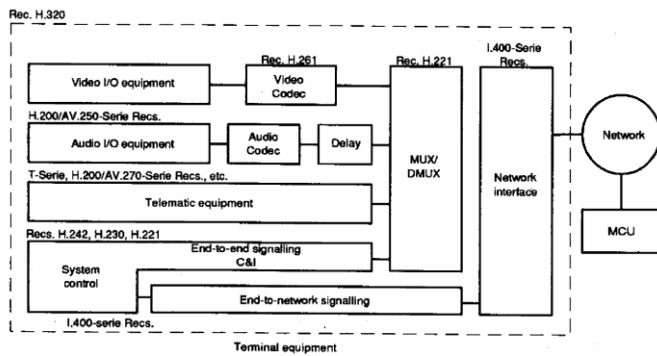 Rec. H.320
I.400-Serie
Recs.
Rec. H.261
Rec. H.221
Video I/O equipment
Video
Codec
H.200/AV.250-Serie Recs.
Audio I/O equipment
Audio
Codec
Delay
MUX/
DMUX
Network
interface
Network
T-Serie, H.200/AV.270-Serie Recs., etc.
Telematic equipment
MCU
Recs. H.242, H.230, H.221
System
control
End-to-end signalling
C&I
End-to-network signalling
I.400-serie Recs.
Terminal equipment